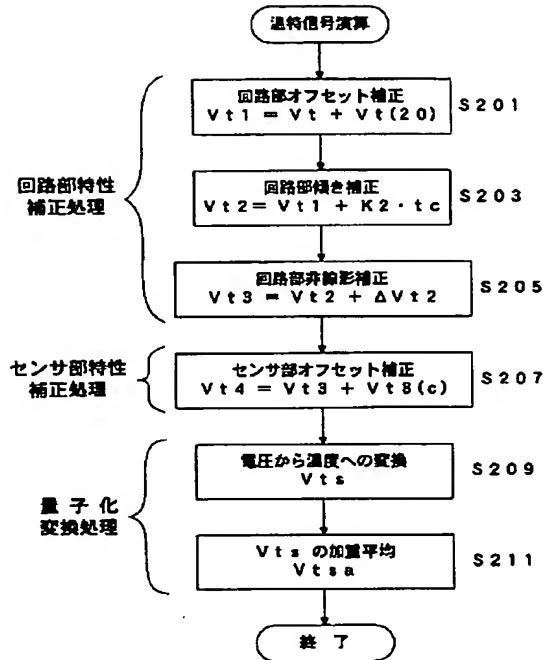 温特信号演算
回路部オフセット補正
Vt1 = Vt + Vt(20)
S201
回路部特性
補正処理
回路部傾き補正
Vt2= Vt1 + K2・tc
S203
回路部非線影補正
Vt3 = Vt2 + ΔVt2
S205
センサ部特性
補正処理
センサ部オフセット補正
Vt4 = Vt3 + Vt8(c)
S207
電圧から温度への変換
Vts
S209
量子化
変換処理
Vts の加重平均
Vtsa
S211
終了